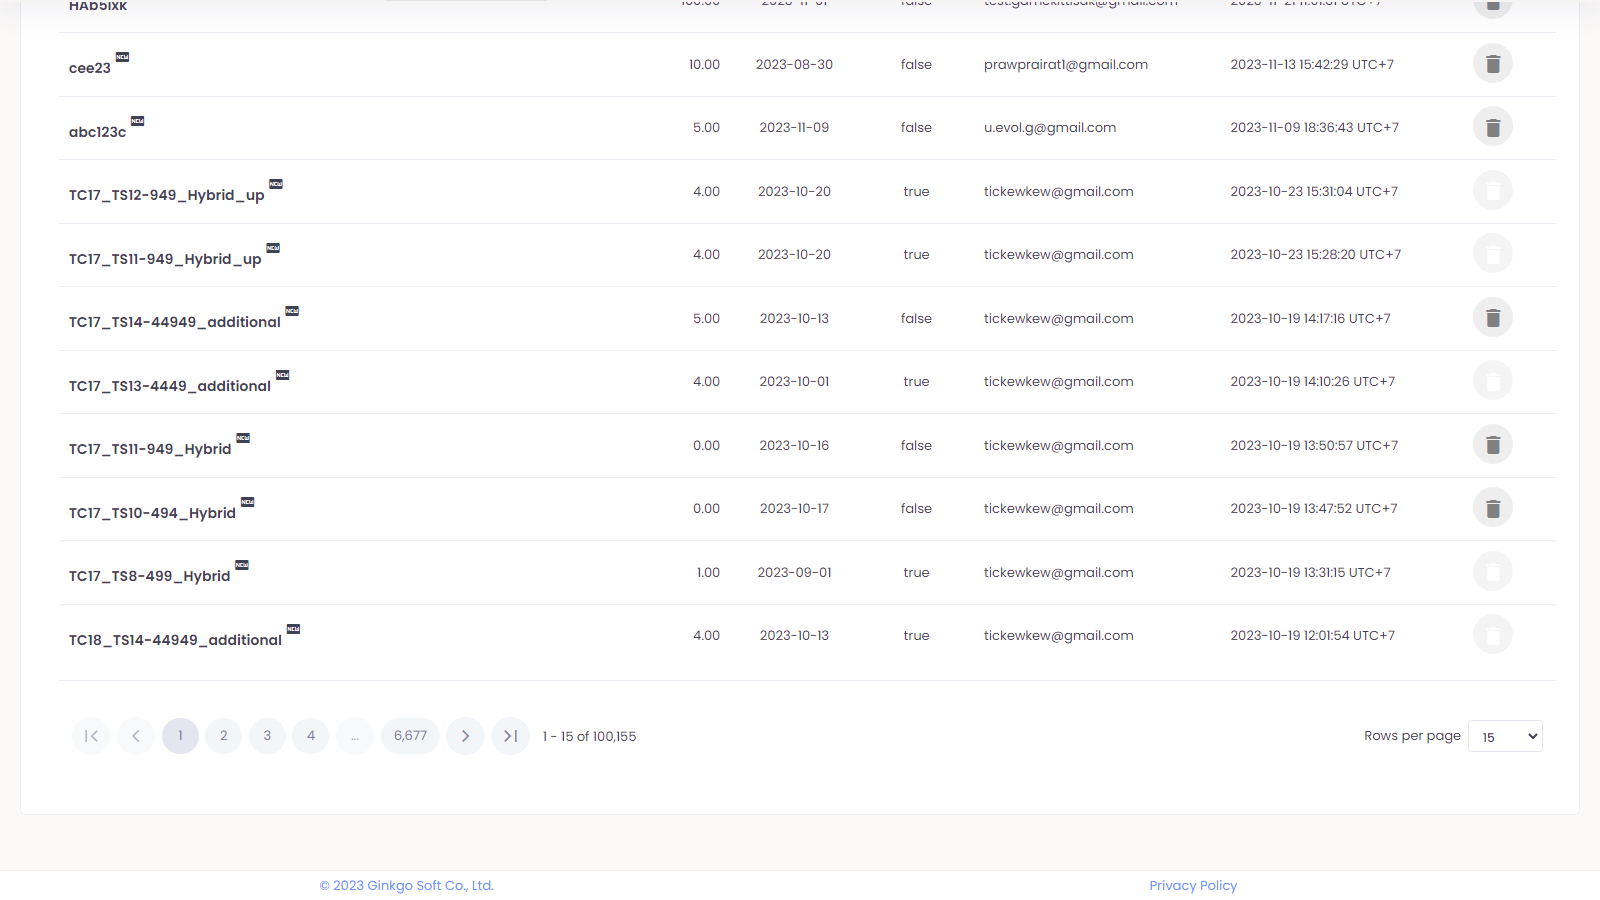 HAb5ixk false
cee23 NEW 10.00 2023-08-30 false prawprairat1@gmail.com 2023-11-13 15:42:29 UTC+7
abc123c NEW 5.00 2023-11-09 false u.evol.g@gmail.com 2023-11-09 18:36:43 UTC+7
TC17_TS12-949_Hybrid_up NEW 4.00 2023-10-20 true tickewkew@gmail.com 2023-10-23 15:31:04 UTC+7
TC17_TS11-949_Hybrid_up NEW 4.00 2023-10-20 true tickewkew@gmail.com 2023-10-23 15:28:20 UTC+7
TC17_TS14-44949_additional NEW 5.00 2023-10-13 false tickewkew@gmail.com 2023-10-19 14:17:16 UTC+7
TC17_TS13-4449_additional NEW 4.00 2023-10-01 true tickewkew@gmail.com 2023-10-19 14:10:26 UTC+7
TC17_TS11-949_Hybrid NEW 0.00 2023-10-16 false tickewkew@gmail.com 2023-10-19 13:50:57 UTC+7
TC17_TS10-494_Hybrid NEW 0.00 2023-10-17 false tickewkew@gmail.com 2023-10-19 13:47:52 UTC+7
TC17_TS8-499_Hybrid NEW 1.00 2023-09-01 true tickewkew@gmail.com 2023-10-19 13:31:15 UTC+7
TC18_TS14-44949_additional NEW 4.00 2023-10-13 true tickewkew@gmail.com 2023-10-19 12:01:54 UTC+7
1 2 3 4 ... 6,677 1 - 15 of 100,155 Rows per page 15
© 2023 Ginkgo Soft Co., Ltd. Privacy Policy